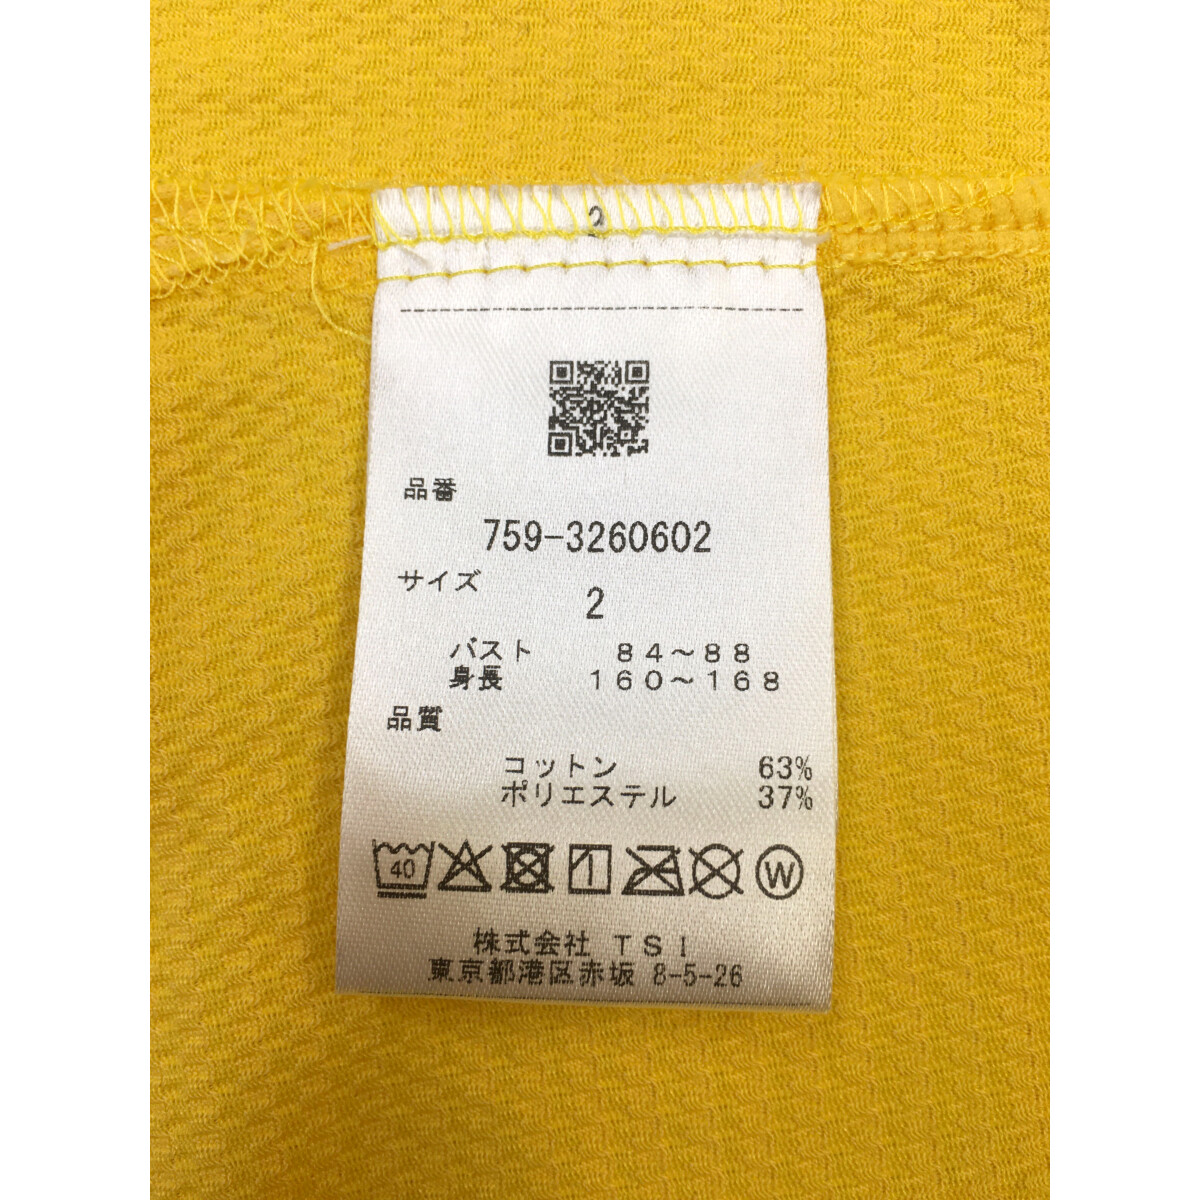 2
品番
759-3260602
サイズ
2
バスト 84～88
身長 160～168
品質
コットン 63%
ポリエステル 37%
40 W
株式会社 TSI
東京都港区赤坂 8-5-26